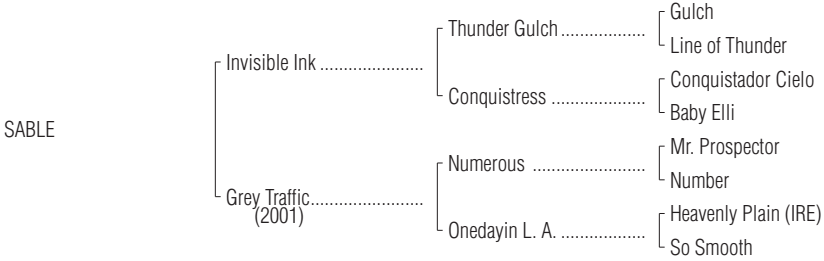 Gulch
Thunder Gulch ..................
Line of Thunder
Invisible Ink ......................
Conquistador Cielo
Conquistress ....................
Baby Elli
SABLE
Mr. Prospector
Numerous ........................
Number
Grey Traffic........................
(2001)
Heavenly Plain (IRE)
Onedayin L. A. ..................
So Smooth